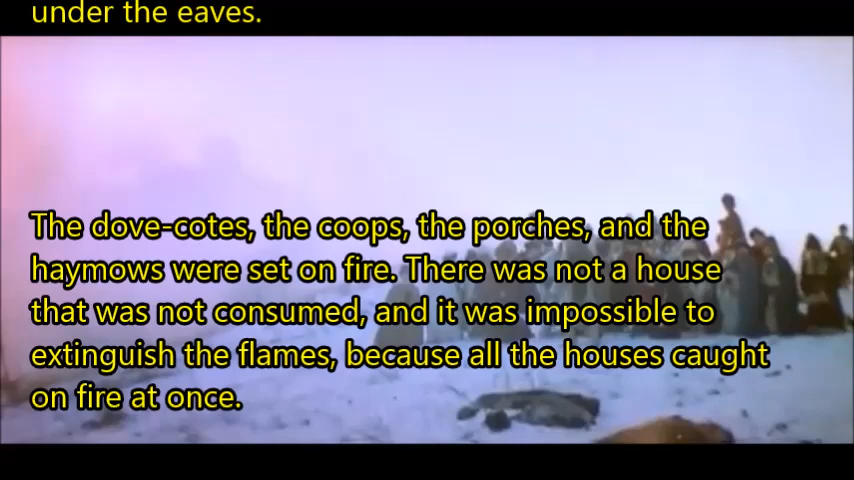 under the eaves.
The dove-cotes, the coops, the porches, and the
haymows were set on fire. There was not a house
that was not consumed, and it was impossible to
extinguish the flames, because all the houses caught
on fire at once.